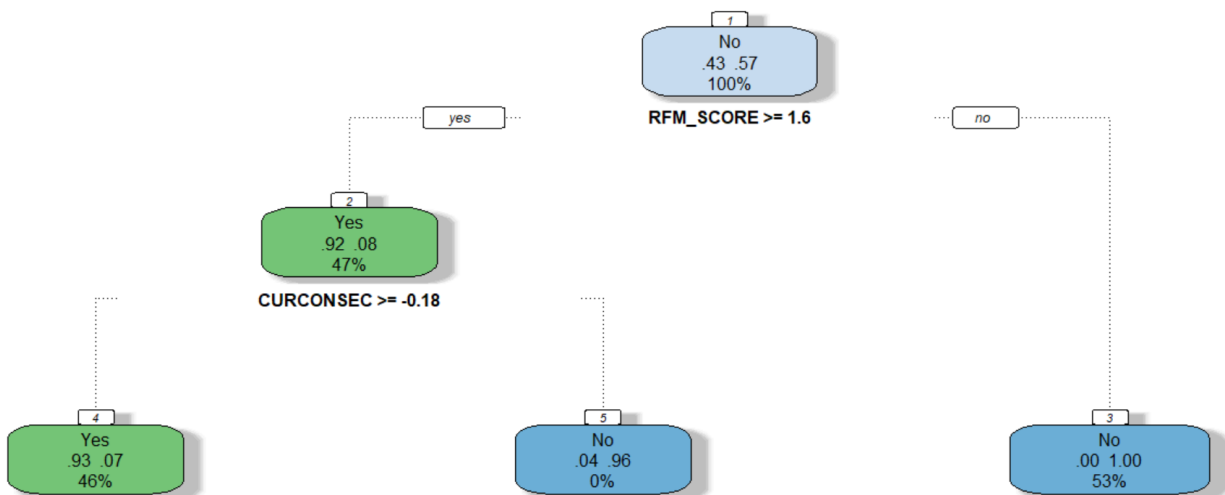 1
No
.43 .57
100%
yes
RFM_SCORE >= 1.6
no
2
Yes
.92 .08
47%
CURCONSEC >= -0.18
4
Yes
.93 .07
46%
5
No
.04 .96
0%
3
No
.00 1.00
53%